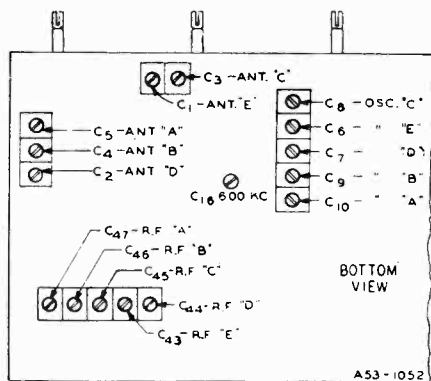 C3 - ANT. "C"
C1 - ANT. "E"
C5 - ANT "A"
C4 - ANT "B"
C2 - ANT "D"
C8 - OSC. "C"
C6 - " "E"
C7 - " "D"
C9 - " "B"
C10 - " "A"
C18 600 KC
C47 - R.F "A"
C46 - R.F "B"
C45 - R.F "C"
C44 - R.F "D"
C43 - R.F "E"
BOTTOM
VIEW
A53-1052